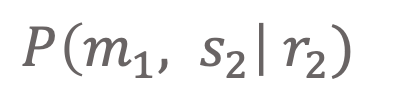 P(m₁, s₂| r₂)